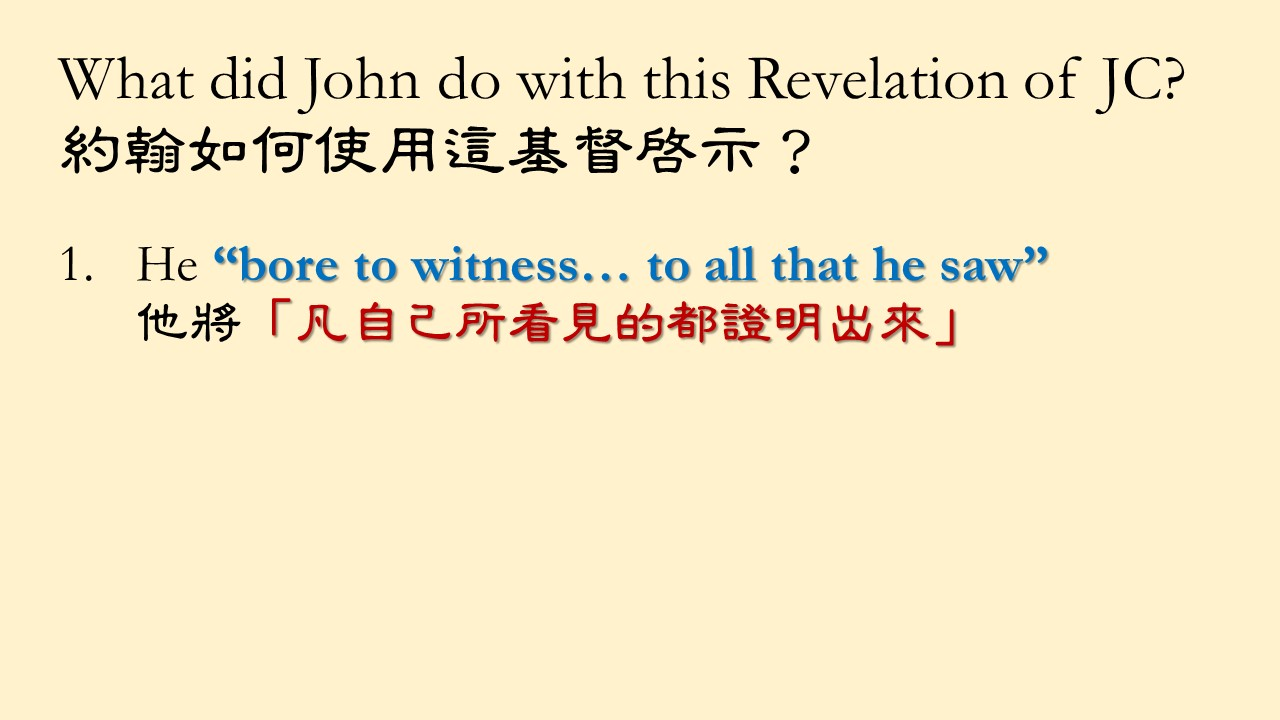 What did John do with this Revelation of JC?
約翰如何使用這基督啓示？
1. He “bore to witness… to all that he saw”
他將「凡自己所看見的都證明出來」